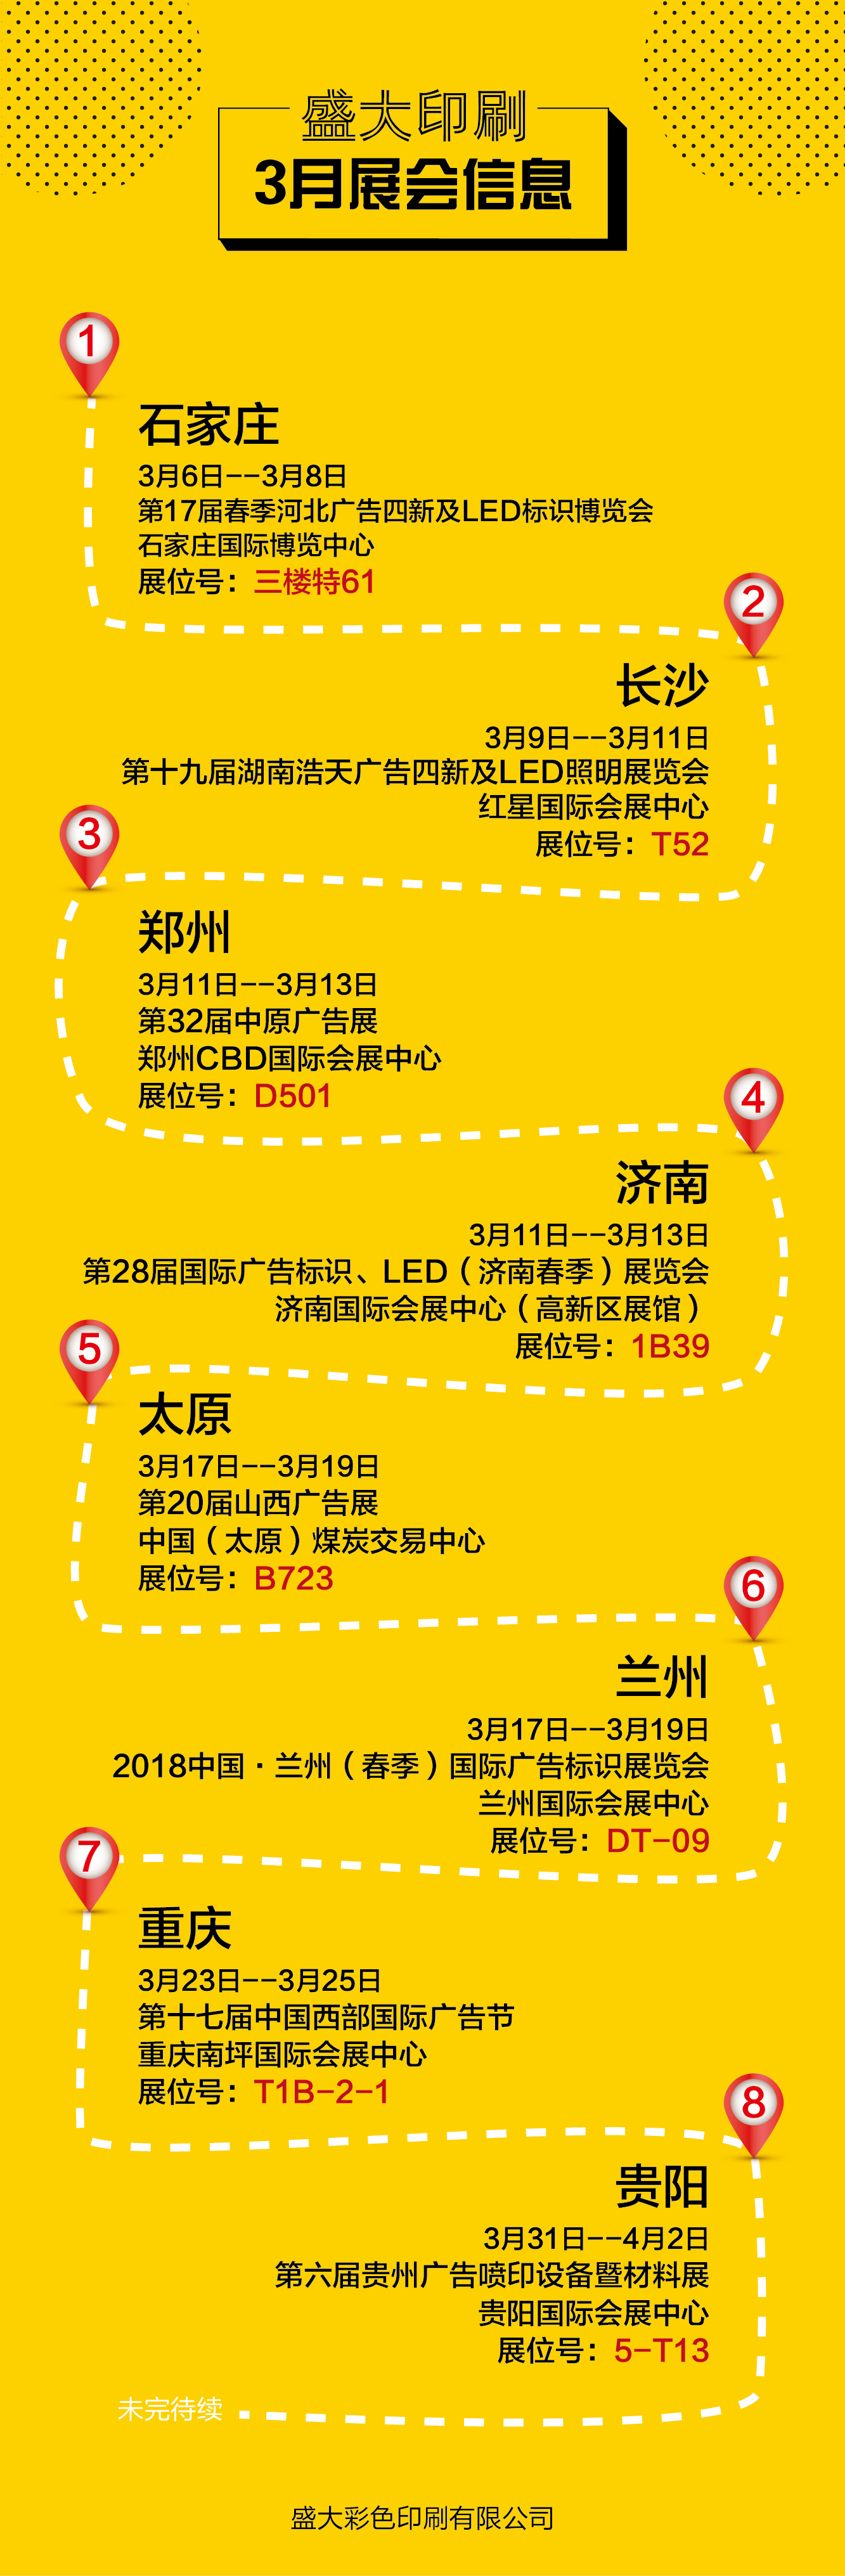 盛大印刷
3月展会信息
1
石家庄
3月6日--3月8日
第17届春季河北广告四新及LED标识博览会
石家庄国际博览中心
展位号：三楼特61
2
长沙
3月9日--3月11日
第十九届湖南浩天广告四新及LED照明展览会
红星国际会展中心
展位号：T52
3
郑州
3月11日--3月13日
第32届中原广告展
郑州CBD国际会展中心
展位号：D501
4
济南
3月11日--3月13日
第28届国际广告标识、LED（济南春季）展览会
济南国际会展中心（高新区展馆）
展位号：1B39
5
太原
3月17日--3月19日
第20届山西广告展
中国（太原）煤炭交易中心
展位号：B723
6
兰州
3月17日--3月19日
2018中国·兰州（春季）国际广告标识展览会
兰州国际会展中心
展位号：DT-09
7
重庆
3月23日--3月25日
第十七届中国西部国际广告节
重庆南坪国际会展中心
展位号：T1B-2-1
8
贵阳
3月31日--4月2日
第六届贵州广告喷印设备暨材料展
贵阳国际会展中心
展位号：5-T13
未完待续
盛大彩色印刷有限公司